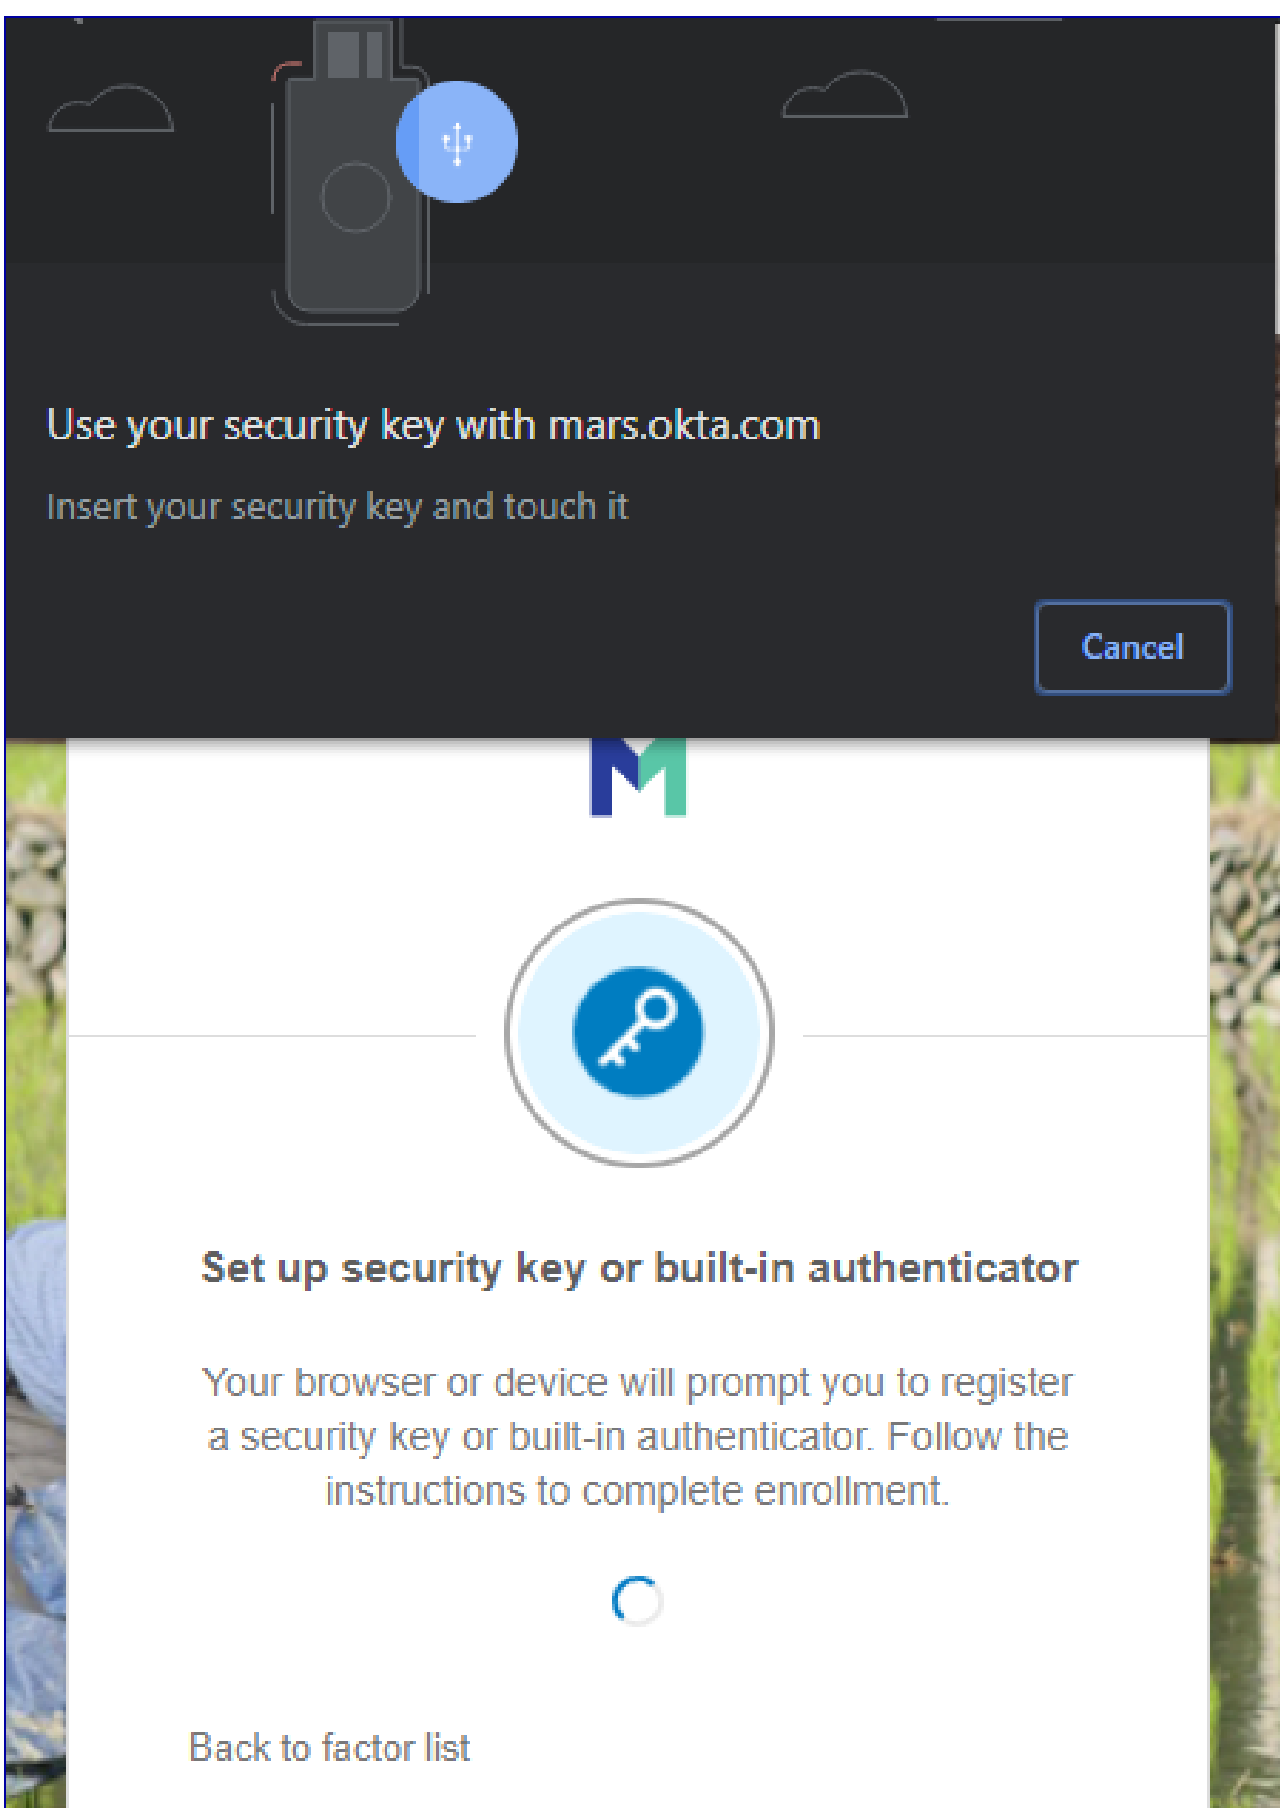 Use your security key with mars.okta.com
Insert your security key and touch it
Cancel
M
Set up security key or built-in authenticator
Your browser or device will prompt you to register
a security key or built-in authenticator. Follow the
instructions to complete enrollment.
Back to factor list